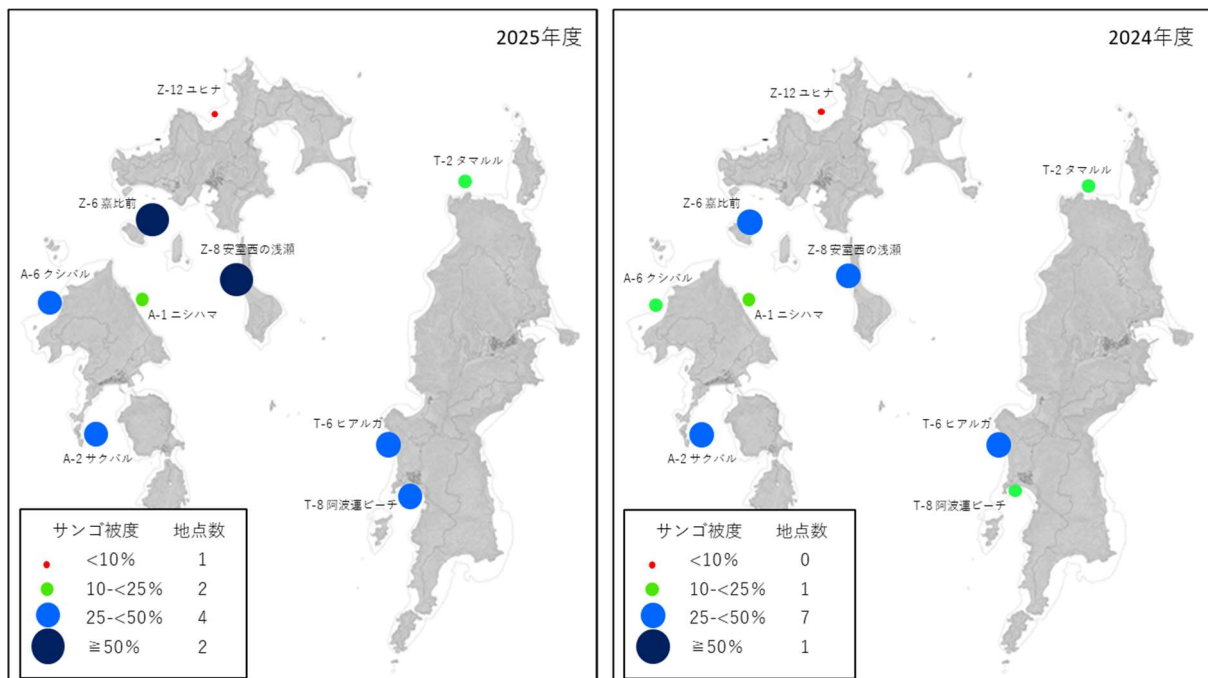 2025年度
Z-12 ユヒナ
T-2 タマルル
Z-6 嘉比前
Z-8 安室西の浅瀬
A-6 クシバル
A-1 ニシハマ
T-6 ヒアルガ
A-2 サクバル
T-8 阿波連ビーチ
サンゴ被度 地点数
<10% 1
10-<25% 2
25-<50% 4
≧50% 2
2024年度
Z-12 ユヒナ
T-2 タマルル
Z-6 嘉比前
Z-8 安室西の浅瀬
A-6 クシバル
A-1 ニシハマ
T-6 ヒアルガ
A-2 サクバル
T-8 阿波連ビーチ
サンゴ被度 地点数
<10% 0
10-<25% 1
25-<50% 7
≧50% 1